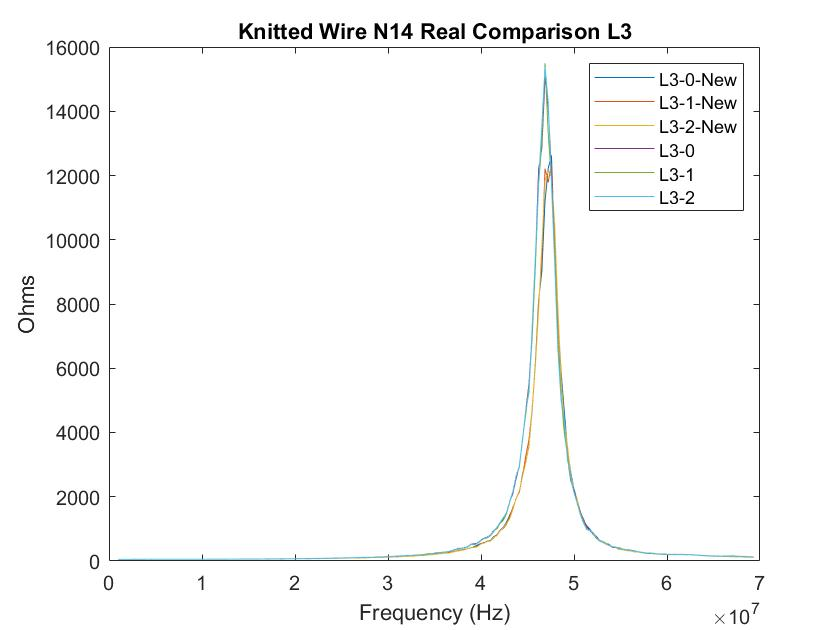 Knitted Wire N14 Real Comparison L3
16000
14000
12000
10000
8000
6000
4000
2000
0
Ohms
L3-0-New
L3-1-New
L3-2-New
L3-0
L3-1
L3-2
0 1 2 3 4 5 6 7
Frequency (Hz)
×10⁷